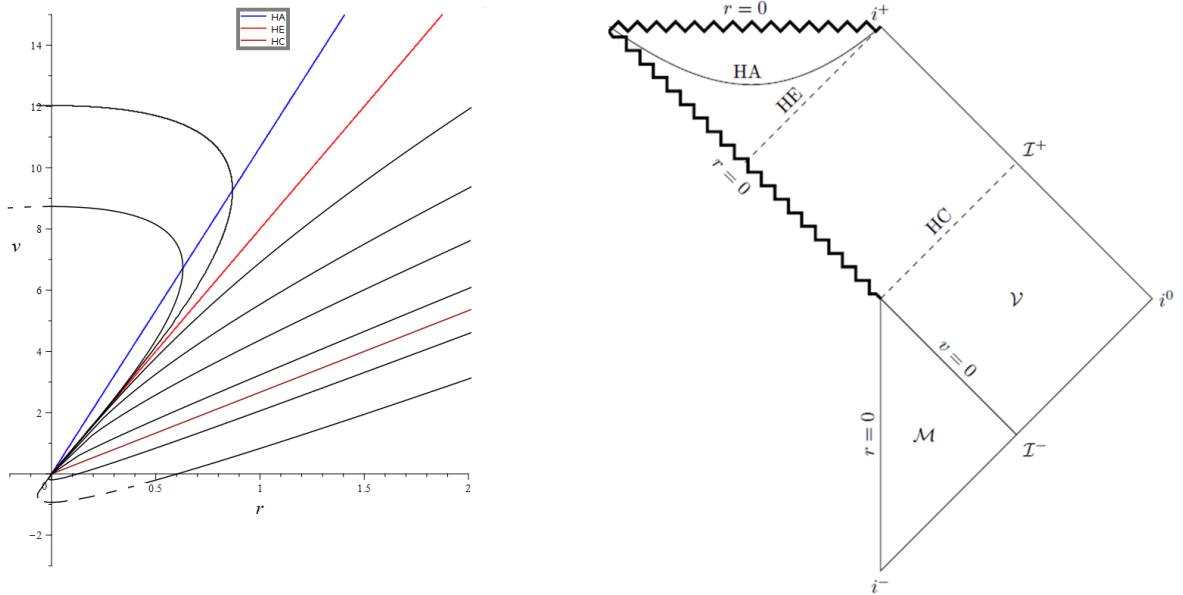 HA
HE
HC
14
12
10
8
v
6
4
2
0
0.5
1
1.5
2
r
−2
r = 0
i⁺
HA
HE
r = 0
ℐ⁺
HC
𝒱
i⁰
v = 0
r = 0
ℳ
ℐ⁻
i⁻